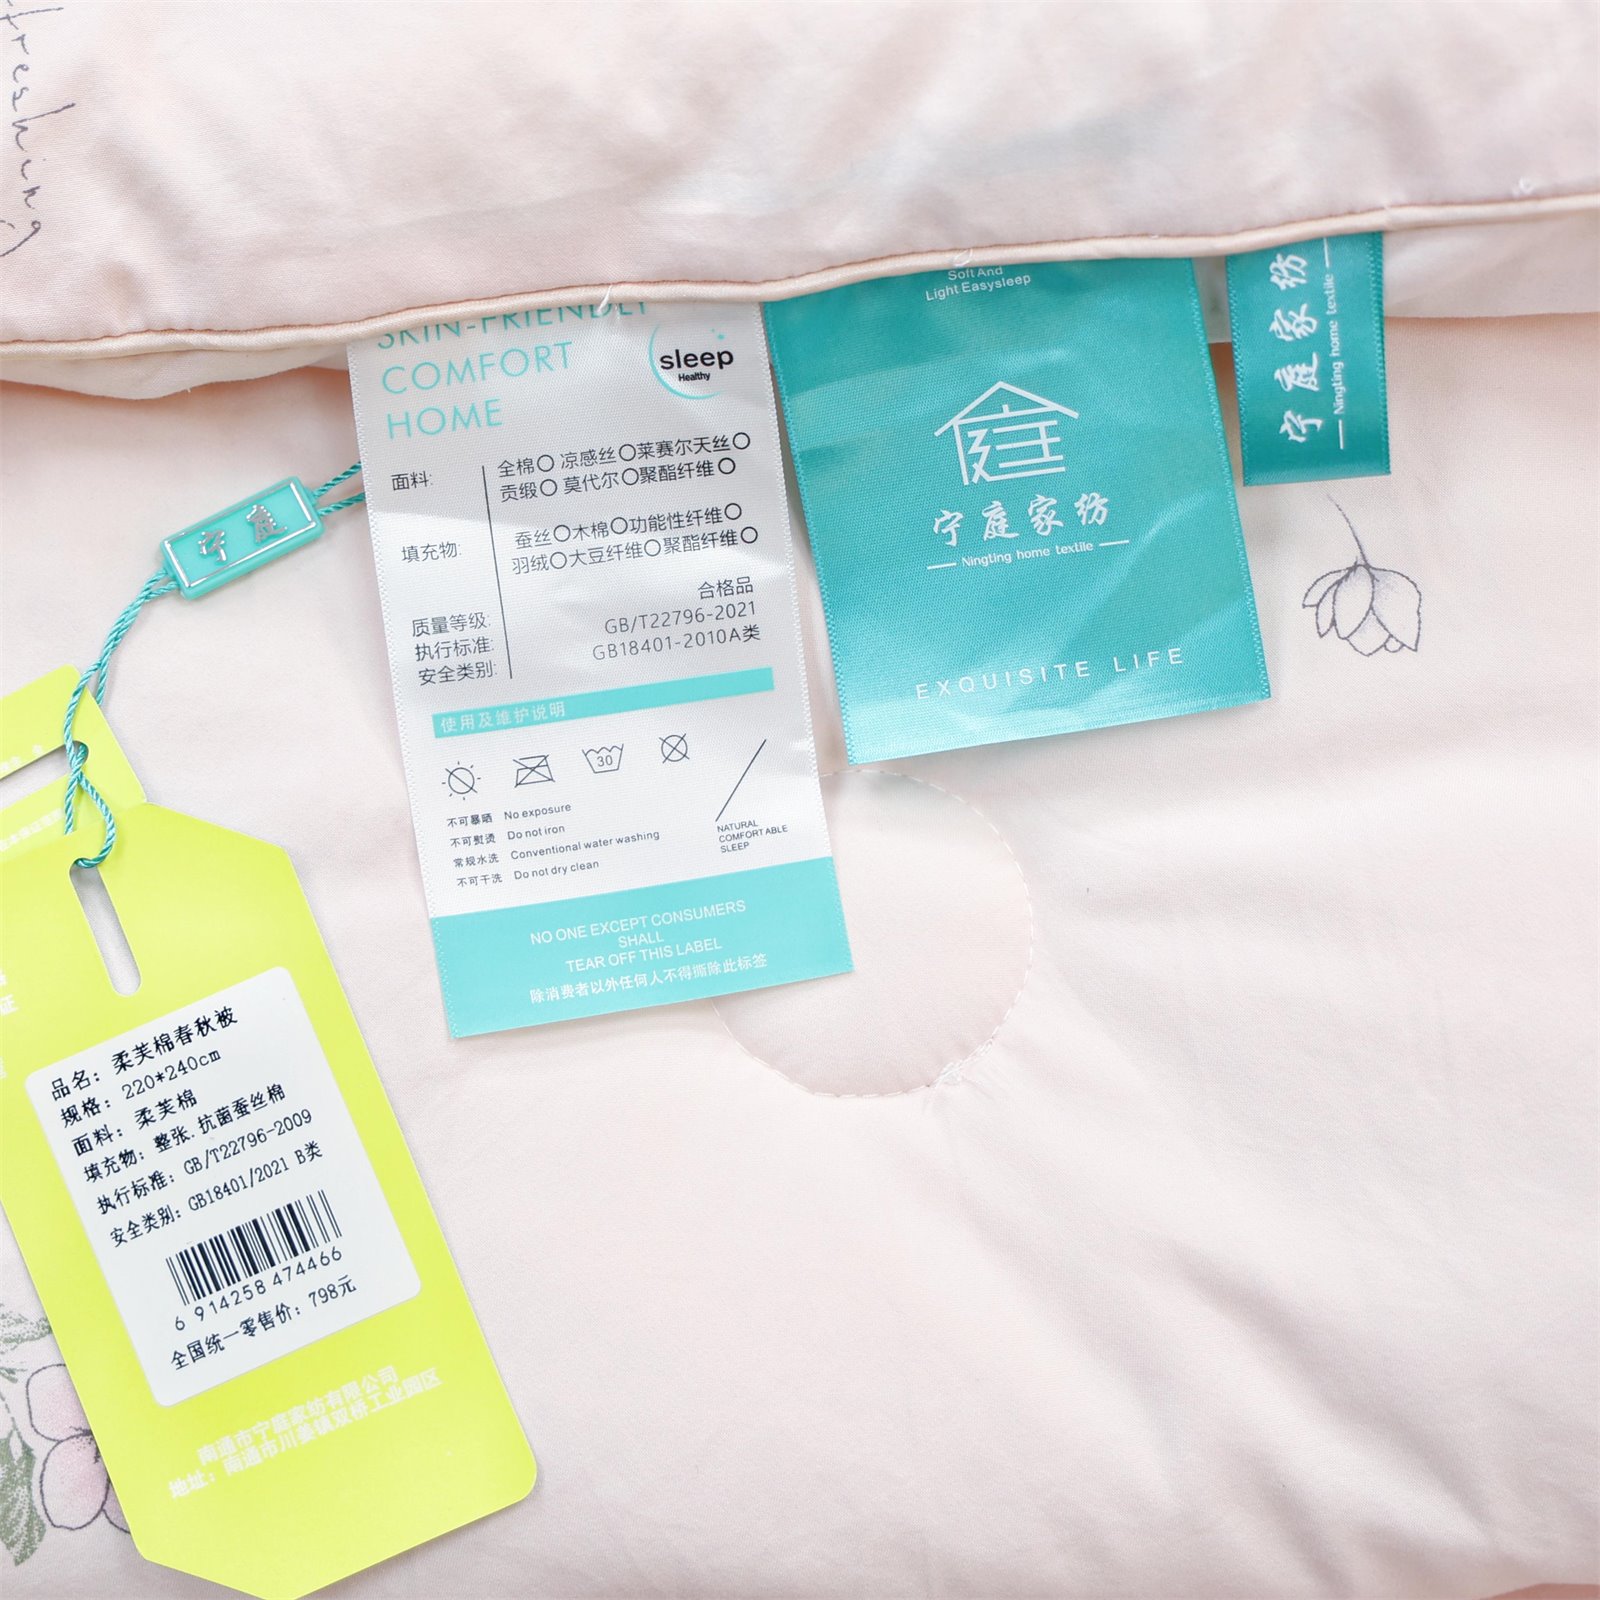 freshing
SKIN-FRIENDLY
COMFORT
HOME
sleep
Healthy
面料:
全棉○ 凉感丝○莱赛尔天丝○
贡缎○ 莫代尔○聚酯纤维○
填充物:
蚕丝○木棉○功能性纤维○
羽绒○大豆纤维○聚酯纤维○
质量等级: 合格品
执行标准: GB/T22796-2021
安全类别: GB18401-2010A类
使用及维护说明
30
不可暴晒 No exposure
不可熨烫 Do not iron
常规水洗 Conventional water washing
不可干洗 Do not dry clean
NATURAL
COMFORTABLE
SLEEP
NO ONE EXCEPT CONSUMERS
SHALL
TEAR OFF THIS LABEL
除消费者以外任何人不得撕除此标签
Soft And
Light Easysleep
庭
宁庭家纺
Ningting home textile
EXQUISITE LIFE
宁庭家纺
Ningting home textile
宁庭
品名：柔芙棉春秋被
规格：220*240cm
面料：柔芙棉
填充物：整张.抗菌蚕丝棉
执行标准：GB/T22796-2009
安全类别：GB18401/2021 B类
6 914258 474466
全国统一零售价：798元
南通市宁庭家纺有限公司
地址：南通市川姜镇双桥工业园区